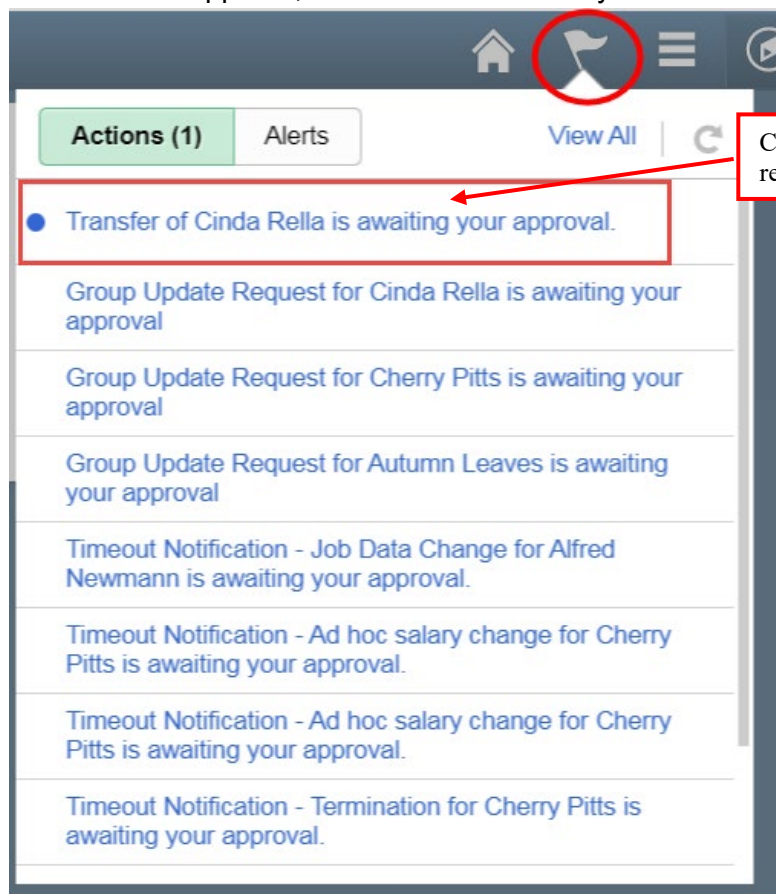 Actions (1) Alerts View All
C
re
Transfer of Cinda Rella is awaiting your approval.
Group Update Request for Cinda Rella is awaiting your
approval
Group Update Request for Cherry Pitts is awaiting your
approval
Group Update Request for Autumn Leaves is awaiting
your approval
Timeout Notification - Job Data Change for Alfred
Newmann is awaiting your approval.
Timeout Notification - Ad hoc salary change for Cherry
Pitts is awaiting your approval.
Timeout Notification - Ad hoc salary change for Cherry
Pitts is awaiting your approval.
Timeout Notification - Termination for Cherry Pitts is
awaiting your approval.